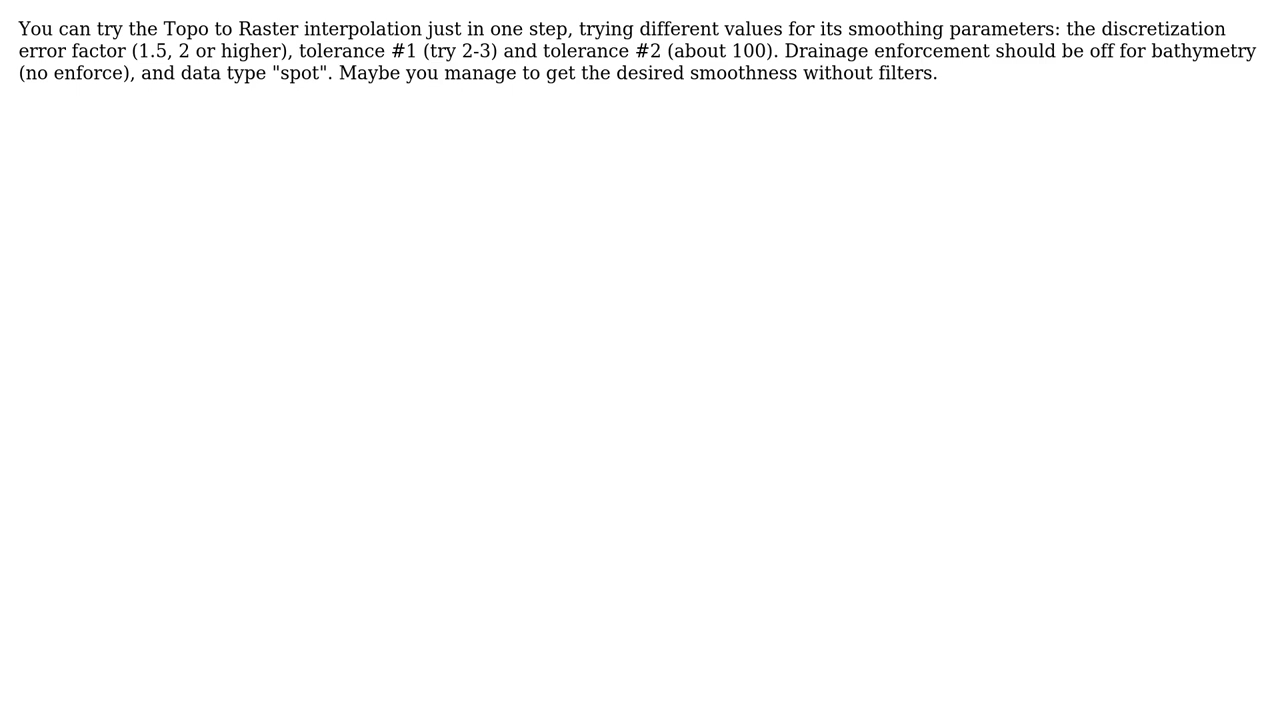 You can try the Topo to Raster interpolation just in one step, trying different values for its smoothing parameters: the discretization
error factor (1.5, 2 or higher), tolerance #1 (try 2-3) and tolerance #2 (about 100). Drainage enforcement should be off for bathymetry
(no enforce), and data type "spot". Maybe you manage to get the desired smoothness without filters.